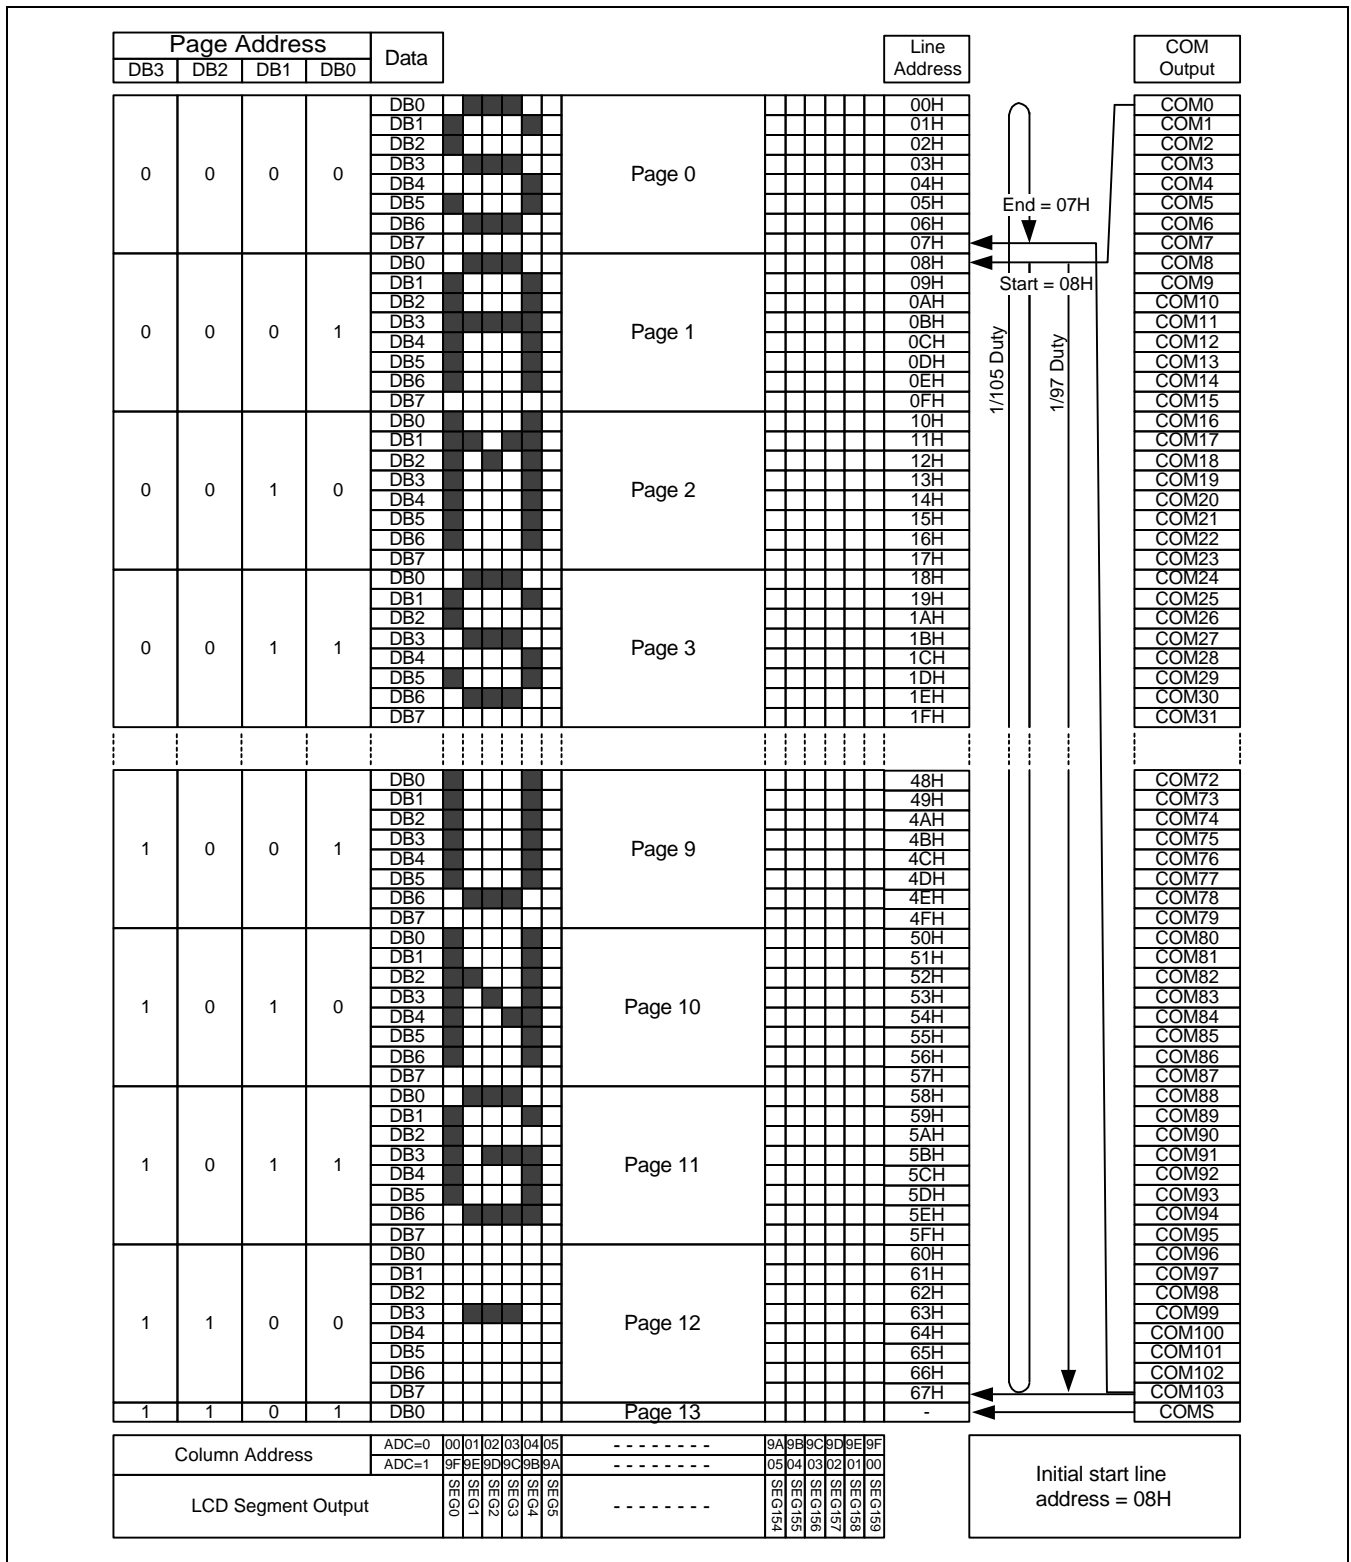 Page Address Data Line Address COM Output
DB3 DB2 DB1 DB0
DB0 00H COM0
DB1 01H COM1
DB2 02H COM2
DB3 03H COM3
0 0 0 0 Page 0
DB4 04H COM4
DB5 05H End = 07H COM5
DB6 06H COM6
DB7 07H COM7
DB0 08H COM8
DB1 09H Start = 08H COM9
DB2 0AH COM10
DB3 0BH COM11
0 0 0 1 Page 1
DB4 0CH COM12
DB5 0DH COM13
DB6 0EH COM14
DB7 0FH COM15
1/105 Duty 1/97 Duty
DB0 10H COM16
DB1 11H COM17
DB2 12H COM18
DB3 13H COM19
0 0 1 0 Page 2
DB4 14H COM20
DB5 15H COM21
DB6 16H COM22
DB7 17H COM23
DB0 18H COM24
DB1 19H COM25
DB2 1AH COM26
DB3 1BH COM27
0 0 1 1 Page 3
DB4 1CH COM28
DB5 1DH COM29
DB6 1EH COM30
DB7 1FH COM31
DB0 48H COM72
DB1 49H COM73
DB2 4AH COM74
DB3 4BH COM75
1 0 0 1 Page 9
DB4 4CH COM76
DB5 4DH COM77
DB6 4EH COM78
DB7 4FH COM79
DB0 50H COM80
DB1 51H COM81
DB2 52H COM82
DB3 53H COM83
1 0 1 0 Page 10
DB4 54H COM84
DB5 55H COM85
DB6 56H COM86
DB7 57H COM87
DB0 58H COM88
DB1 59H COM89
DB2 5AH COM90
DB3 5BH COM91
1 0 1 1 Page 11
DB4 5CH COM92
DB5 5DH COM93
DB6 5EH COM94
DB7 5FH COM95
DB0 60H COM96
DB1 61H COM97
DB2 62H COM98
DB3 63H COM99
1 1 0 0 Page 12
DB4 64H COM100
DB5 65H COM101
DB6 66H COM102
DB7 67H COM103
1 1 0 1 DB0 Page 13 - COMS
Column Address
ADC=0 00 01 02 03 04 05 - - - - - - - - 9A 9B 9C 9D 9E 9F
ADC=1 9F 9E 9D 9C 9B 9A - - - - - - - - 05 04 03 02 01 00
LCD Segment Output SEG0 SEG1 SEG2 SEG3 SEG4 SEG5 - - - - - - - - SEG154 SEG155 SEG156 SEG157 SEG158 SEG159
Initial start line
address = 08H